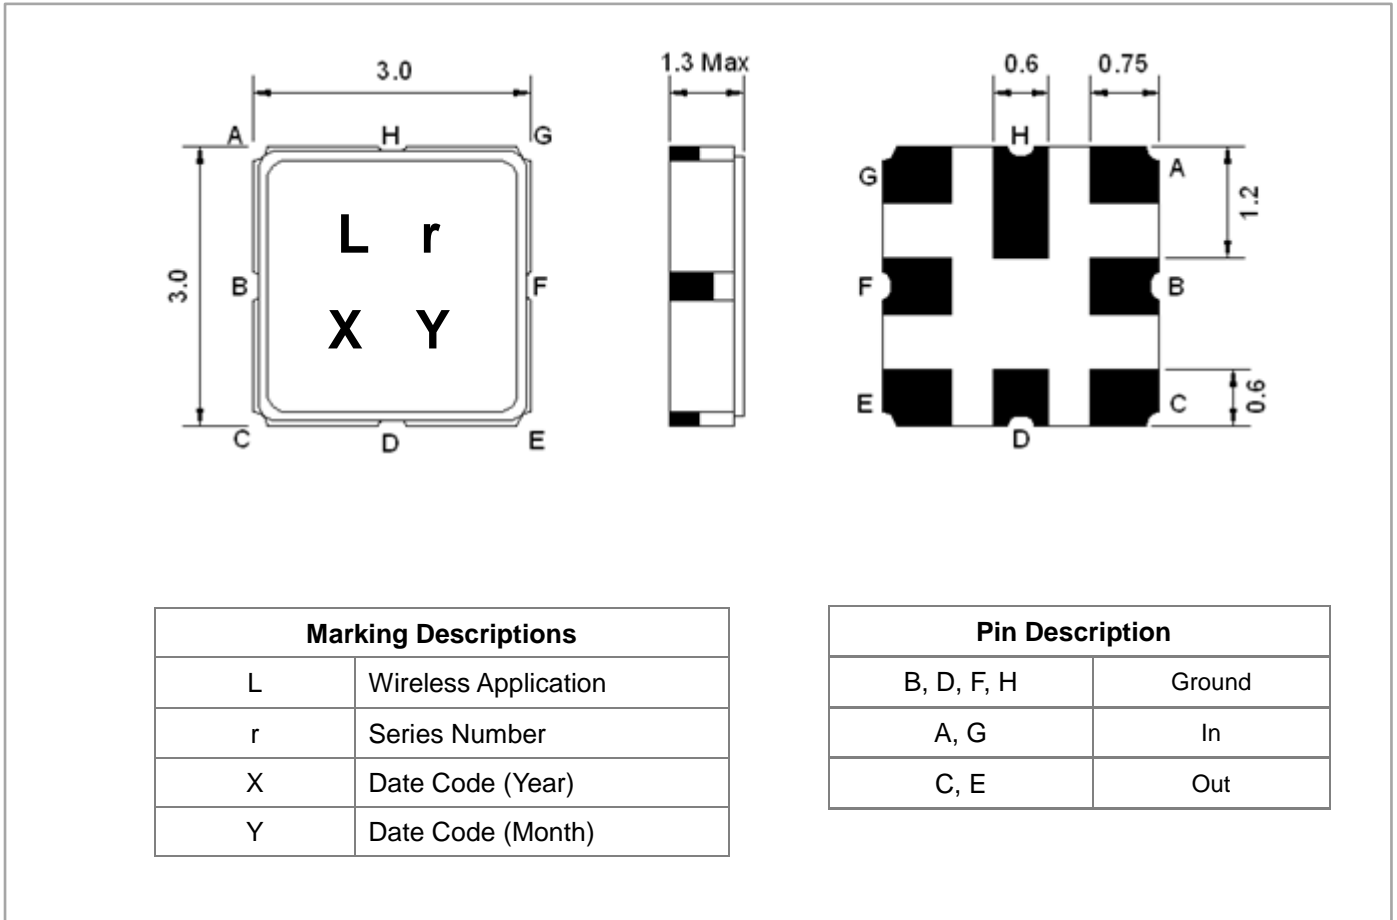 3.0
1.3 Max
0.6 0.75
A H G
H
G A
1.2
L r
3.0
B F
F B
X Y
E C
0.6
C D E
D
Marking Descriptions
L Wireless Application
r Series Number
X Date Code (Year)
Y Date Code (Month)
Pin Description
B, D, F, H Ground
A, G In
C, E Out